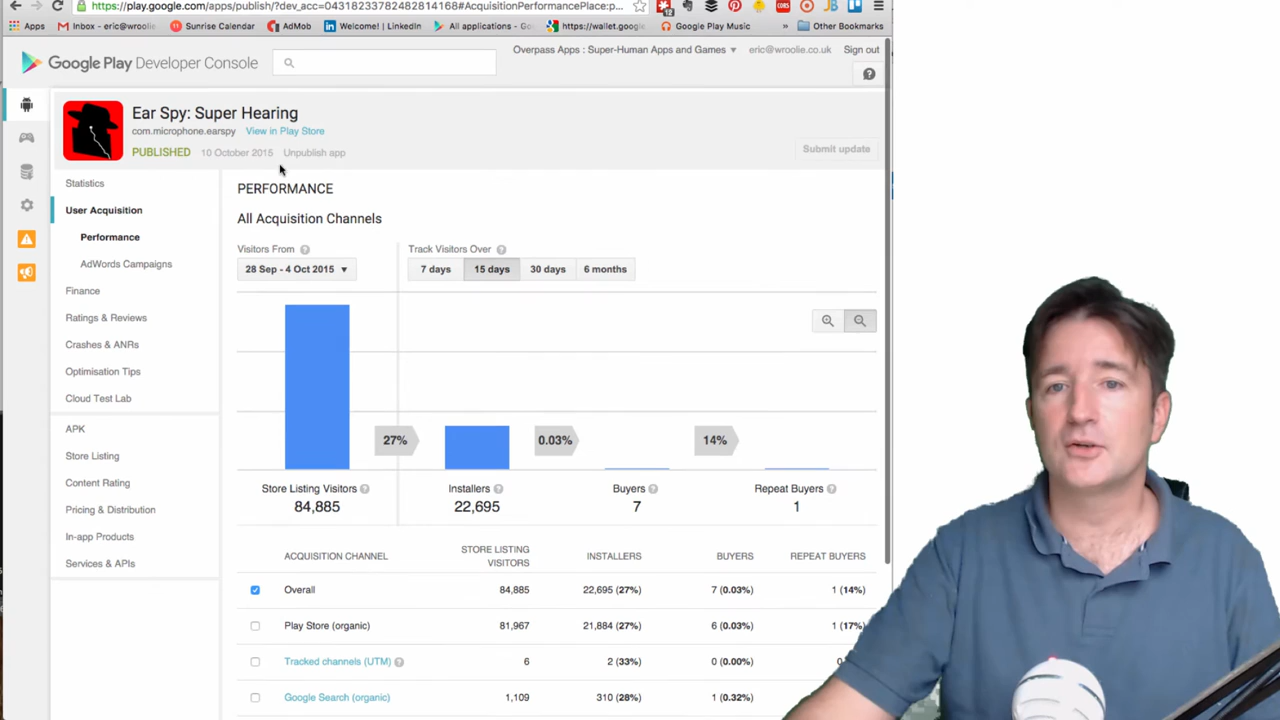 https://play.google.com/apps/publish/?dev_acc=04318233782482814168#AcquisitionPerformancePlace:p...
Apps
Inbox - eric@wroolie...
Sunrise Calendar
AdMob
Welcome! | LinkedIn
All applications - Go...
https://wallet.googl...
Google Play Music
»
Other Bookmarks
Overpass Apps : Super-Human Apps and Games
eric@wroolie.co.uk
Sign out
Google Play Developer Console
Ear Spy: Super Hearing
com.microphone.earspy View in Play Store
PUBLISHED 10 October 2015 Unpublish app
Submit update
Statistics
User Acquisition
Performance
AdWords Campaigns
Finance
Ratings & Reviews
Crashes & ANRs
Optimisation Tips
Cloud Test Lab
APK
Store Listing
Content Rating
Pricing & Distribution
In-app Products
Services & APIs
PERFORMANCE
All Acquisition Channels
Visitors From ?
Track Visitors Over ?
28 Sep - 4 Oct 2015
7 days 15 days 30 days 6 months
27% 0.03% 14%
Store Listing Visitors ? Installers ? Buyers ? Repeat Buyers ?
84,885 22,695 7 1
ACQUISITION CHANNEL STORE LISTING VISITORS INSTALLERS BUYERS REPEAT BUYERS
Overall 84,885 22,695 (27%) 7 (0.03%) 1 (14%)
Play Store (organic) 81,967 21,884 (27%) 6 (0.03%) 1 (17%)
Tracked channels (UTM) ? 6 2 (33%) 0 (0.00%)
Google Search (organic) 1,109 310 (28%) 1 (0.32%)